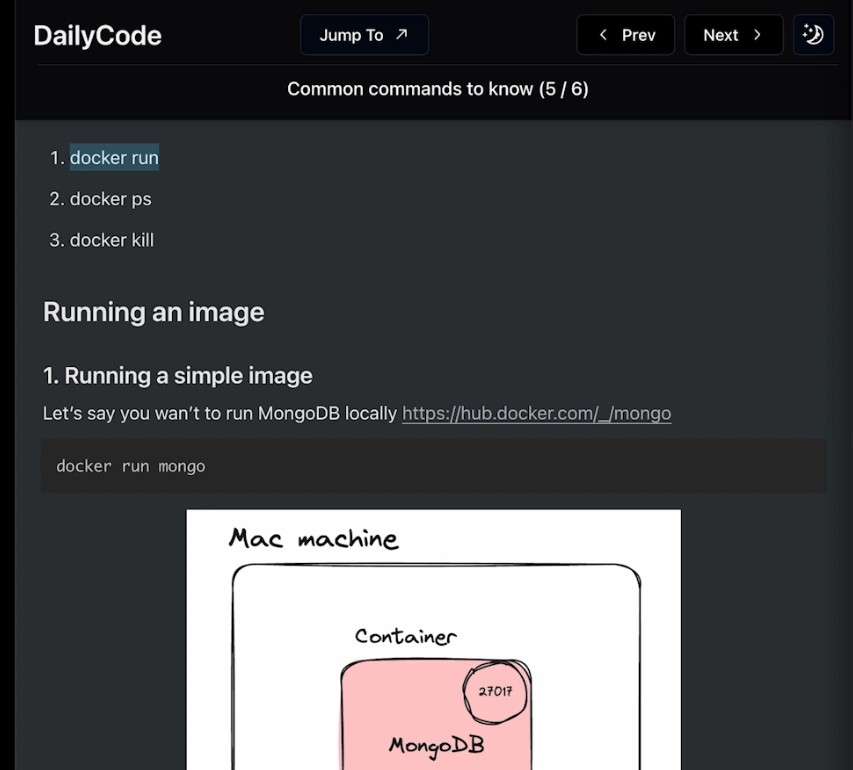 DailyCode
Jump To ↗
< Prev
Next >
Common commands to know (5 / 6)
1. docker run
2. docker ps
3. docker kill
Running an image
1. Running a simple image
Let’s say you wan’t to run MongoDB locally https://hub.docker.com/_/mongo
docker run mongo
Mac machine
Container
27017
MongoDB